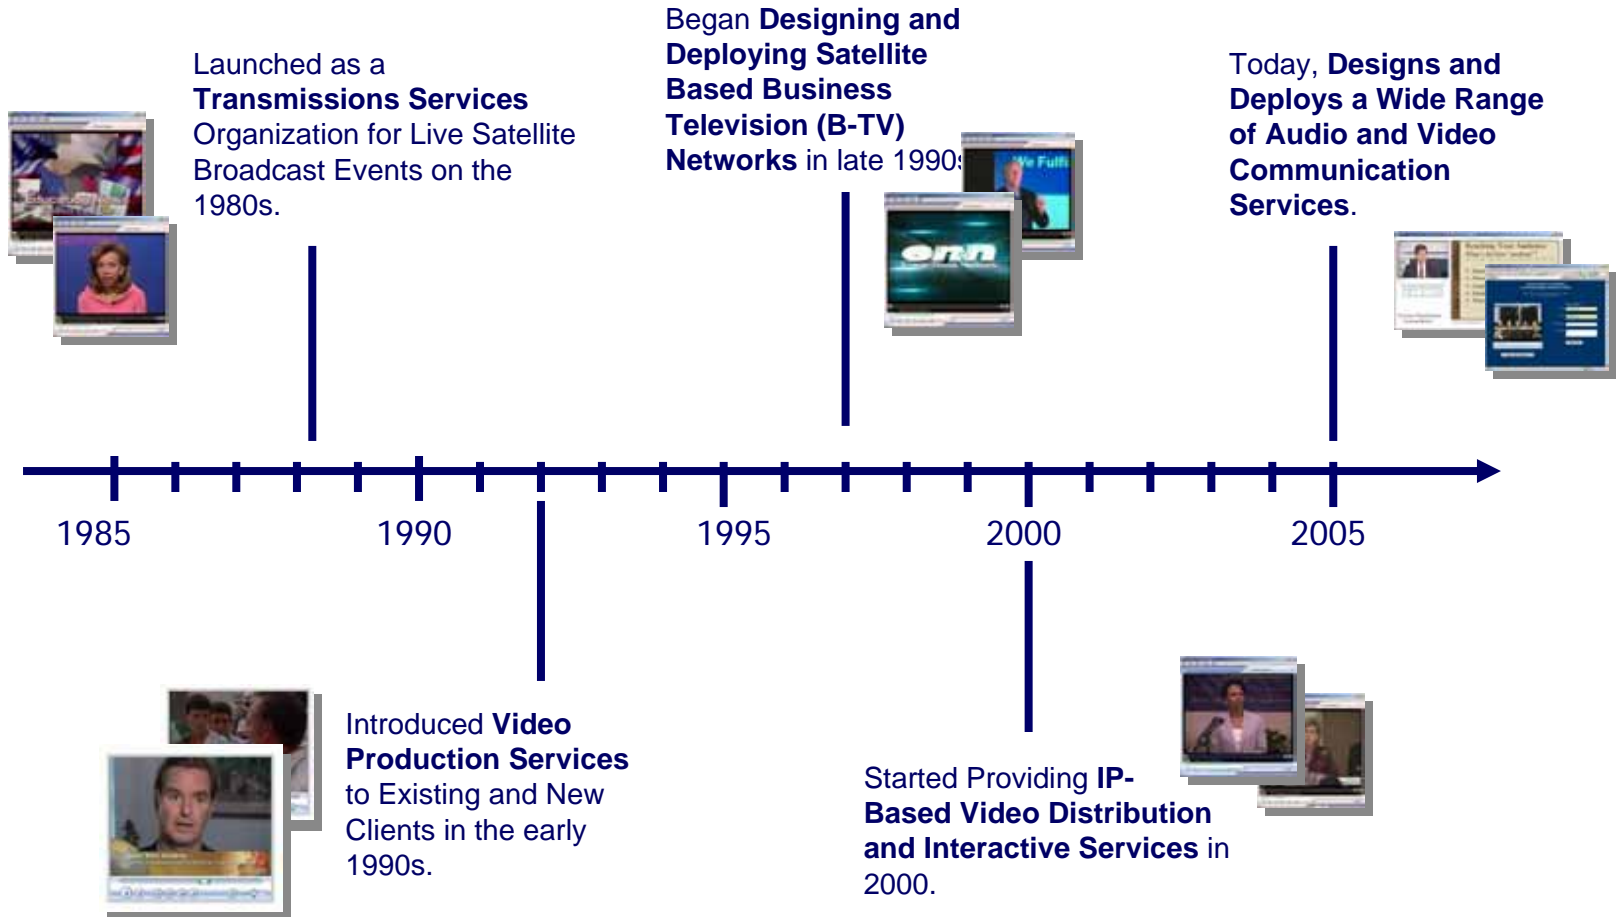 Launched as a
Transmissions Services
Organization for Live Satellite
Broadcast Events on the
1980s.
Began Designing and
Deploying Satellite
Based Business
Television (B-TV)
Networks in late 1990s
We Fulfi
onn
Today, Designs and
Deploys a Wide Range
of Audio and Video
Communication
Services.
1985
1990
1995
2000
2005
Introduced Video
Production Services
to Existing and New
Clients in the early
1990s.
Started Providing IP-
Based Video Distribution
and Interactive Services in
2000.